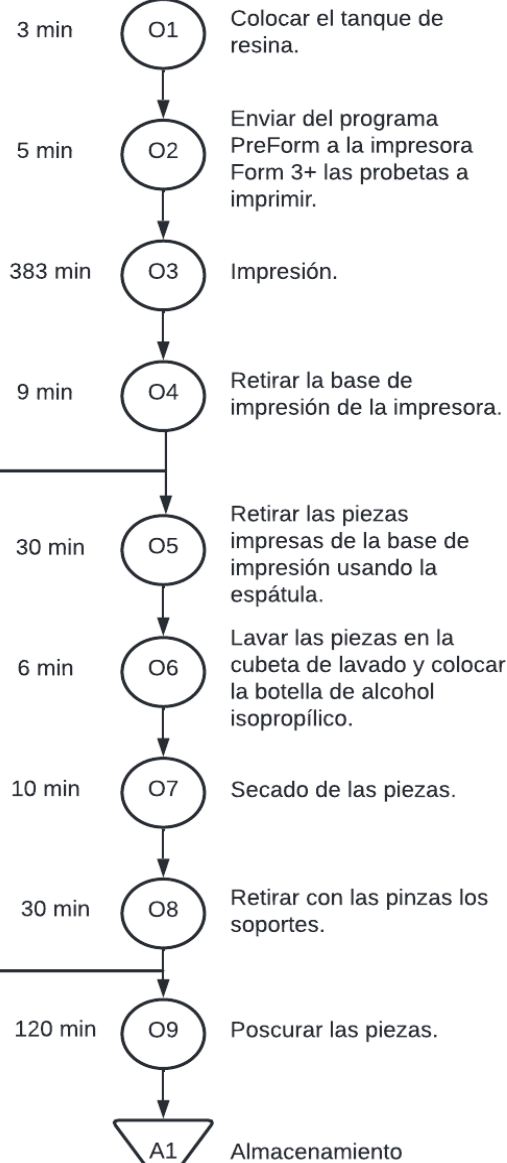 3 min
O1
Colocar el tanque de
resina.
5 min
O2
Enviar del programa
PreForm a la impresora
Form 3+ las probetas a
imprimir.
383 min
O3
Impresión.
9 min
O4
Retirar la base de
impresión de la impresora.
30 min
O5
Retirar las piezas
impresas de la base de
impresión usando la
espátula.
6 min
O6
Lavar las piezas en la
cubeta de lavado y colocar
la botella de alcohol
isopropílico.
10 min
O7
Secado de las piezas.
30 min
O8
Retirar con las pinzas los
soportes.
120 min
O9
Poscurar las piezas.
A1
Almacenamiento